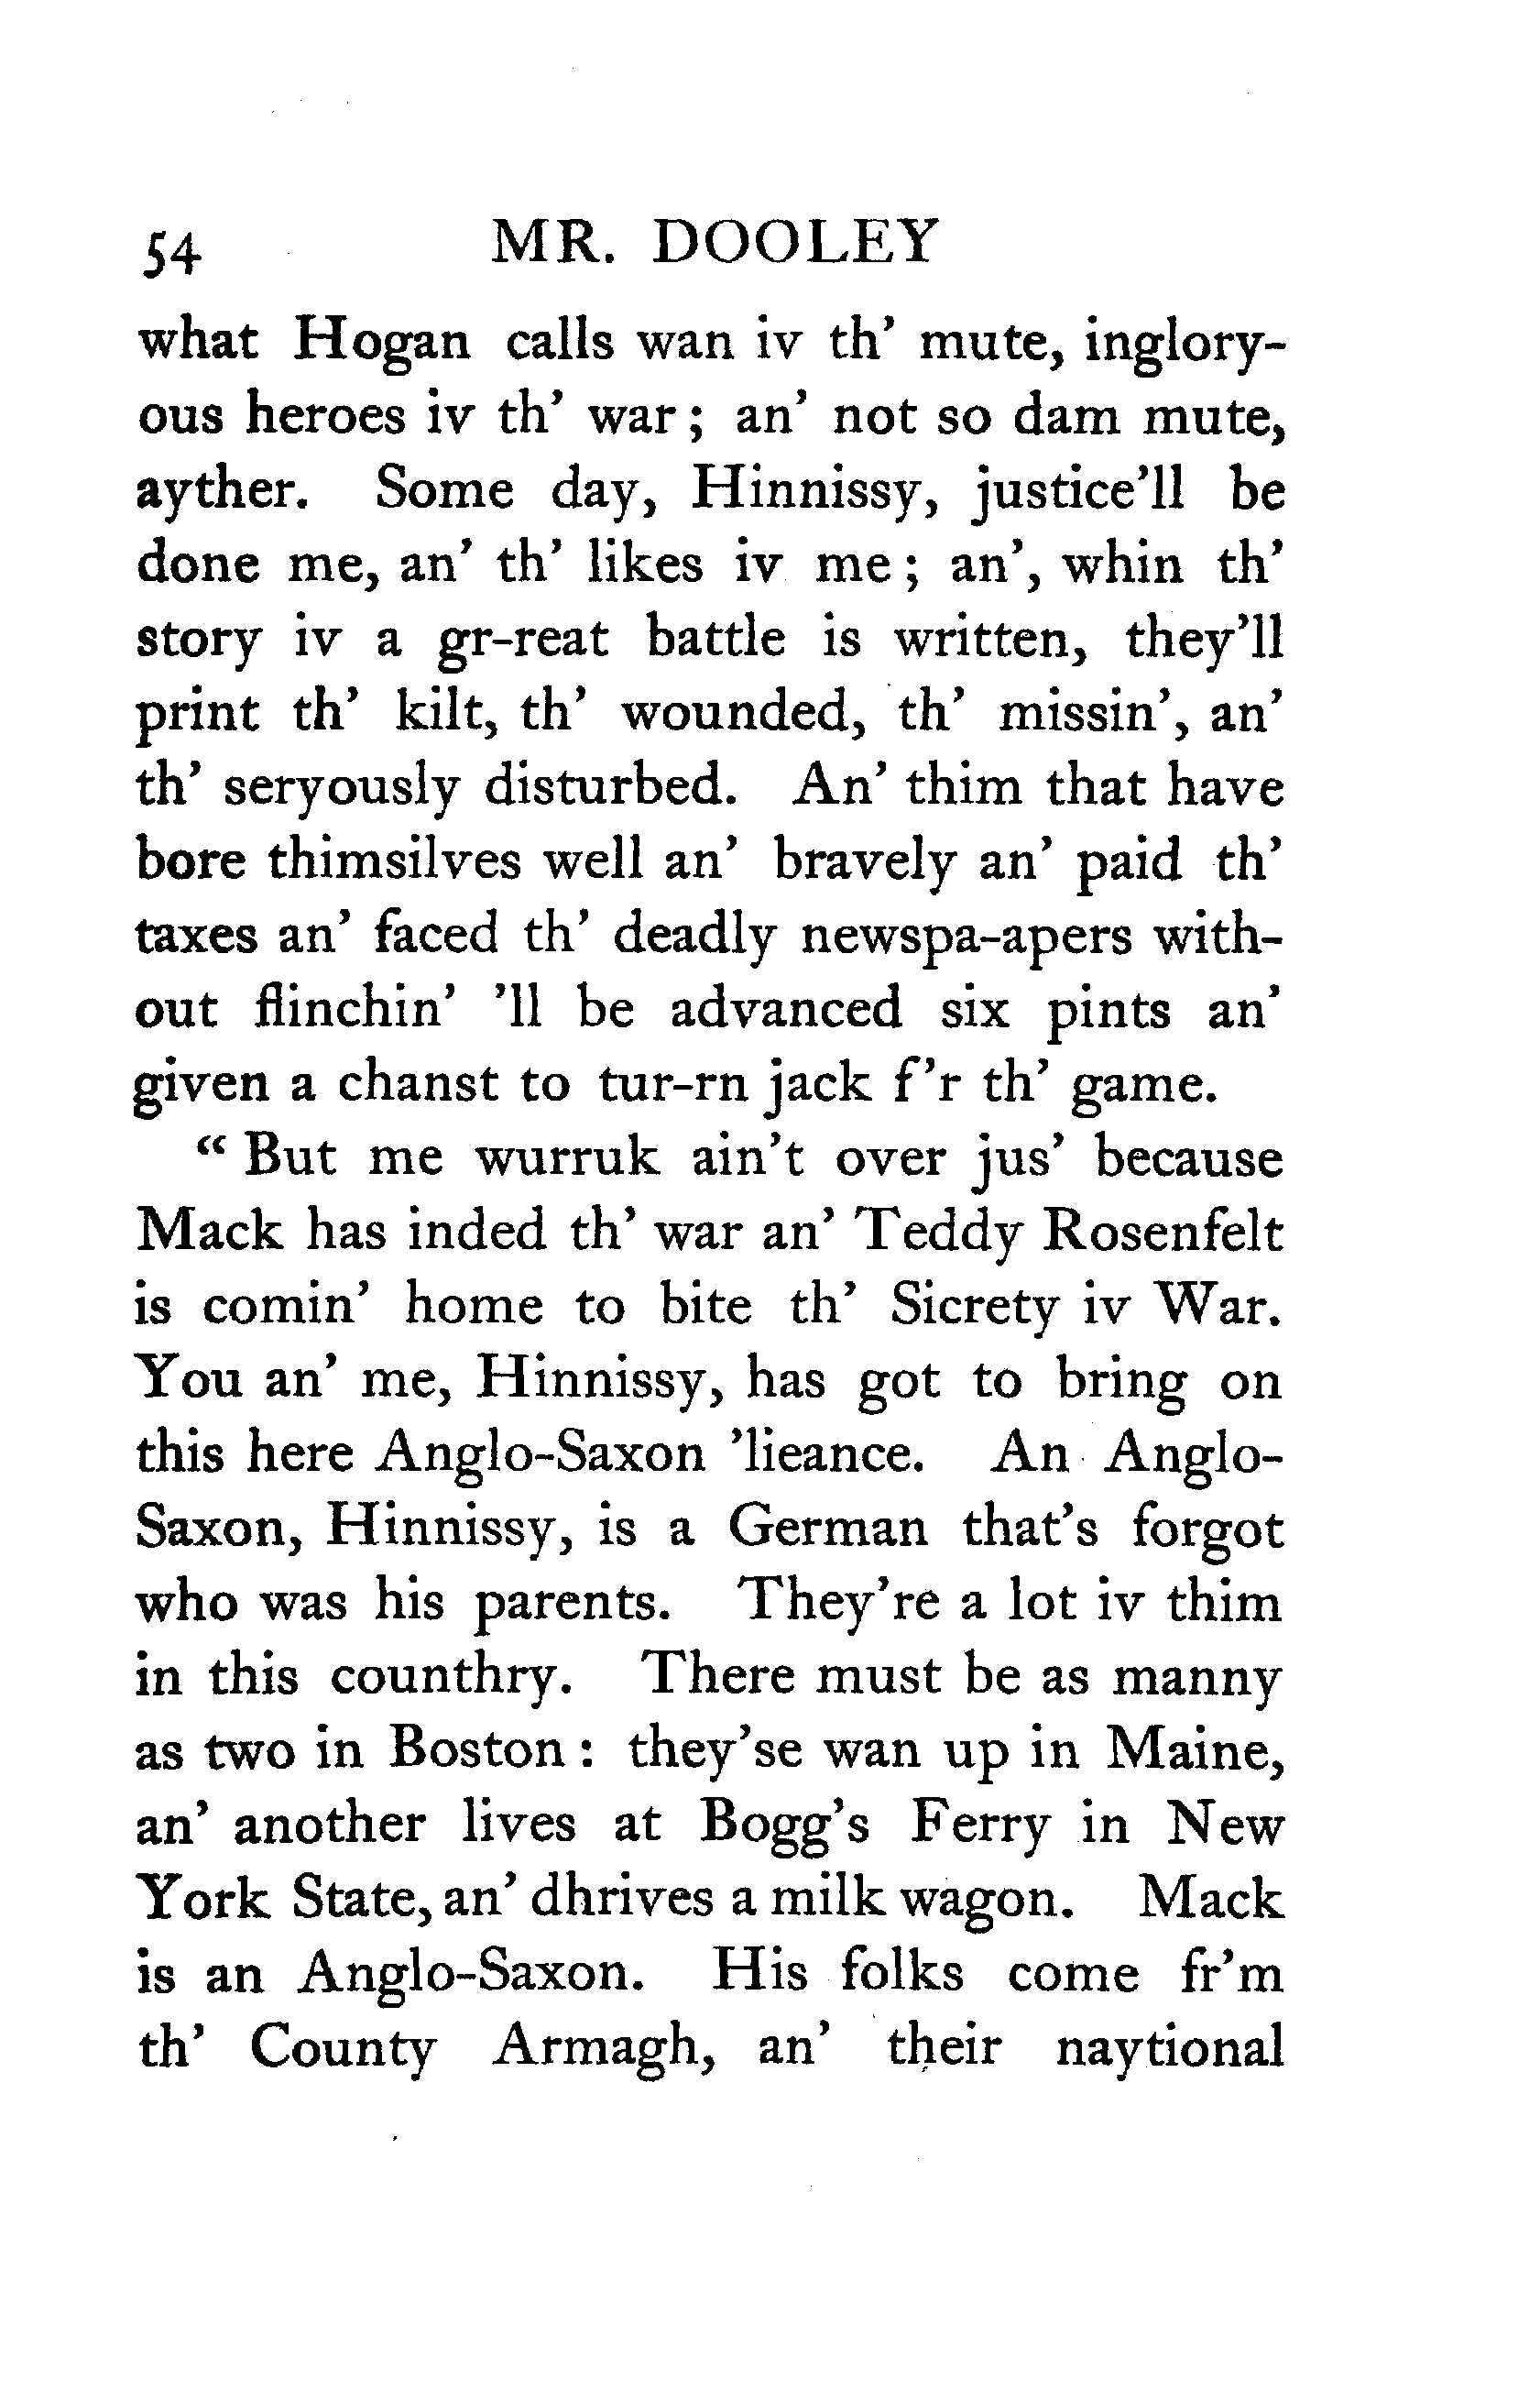 54 MR. DOOLEY
what Hogan calls wan iv th' mute, inglory-
ous heroes iv th' war; an' not so dam mute,
ayther. Some day, Hinnissy, justice'll be
done me, an' th' likes iv me; an', whin th'
story iv a gr-reat battle is written, they'll
print th' kilt, th' wounded, th' missin', an'
th' seryously disturbed. An' thim that have
bore thimsilves well an' bravely an' paid th'
taxes an' faced th' deadly newspa-apers with-
out flinchin' 'll be advanced six pints an'
given a chanst to tur-rn jack f'r th' game.
“ But me wurruk ain't over jus' because
Mack has inded th' war an' Teddy Rosenfelt
is comin' home to bite th' Sicrety iv War.
You an' me, Hinnissy, has got to bring on
this here Anglo-Saxon 'lieance. An Anglo-
Saxon, Hinnissy, is a German that's forgot
who was his parents. They're a lot iv thim
in this counthry. There must be as manny
as two in Boston: they'se wan up in Maine,
an' another lives at Bogg's Ferry in New
York State, an' dhrives a milk wagon. Mack
is an Anglo-Saxon. His folks come fr'm
th' County Armagh, an' their naytional